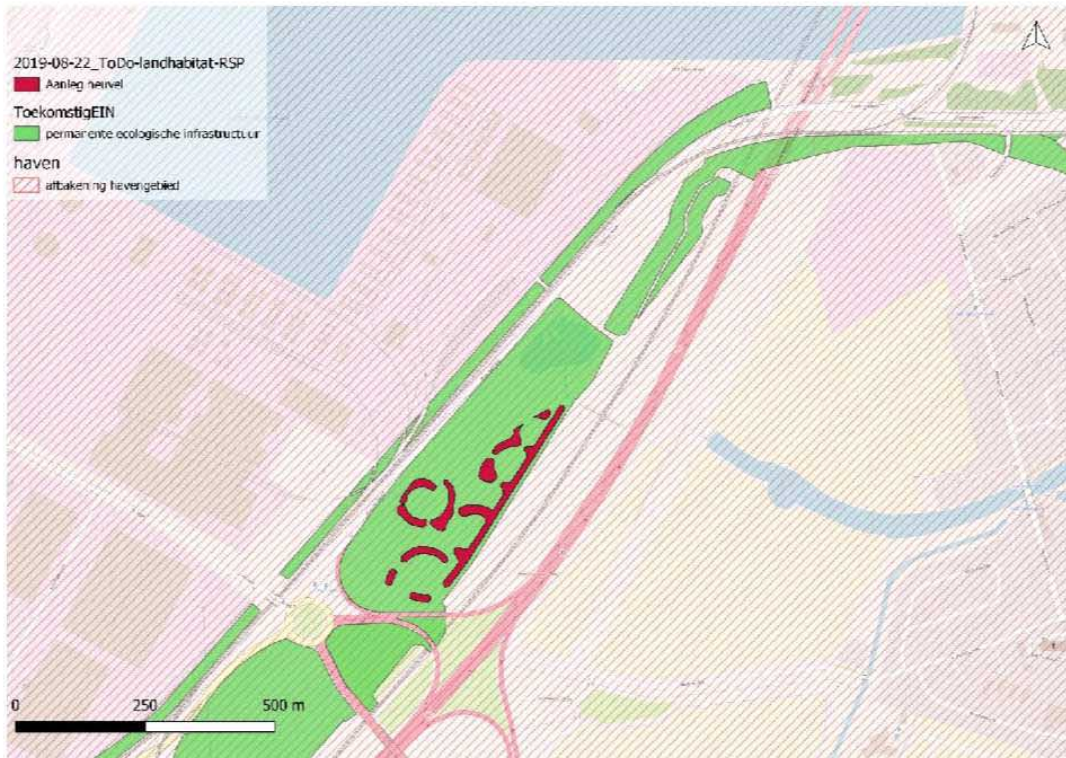 2019-08-22_ToDo-landhabitat-RSP
Aanleg heuvel
ToekomstigEIN
permanente ecologische infrastructuur
haven
afbakening havengebied
0 250 500 m